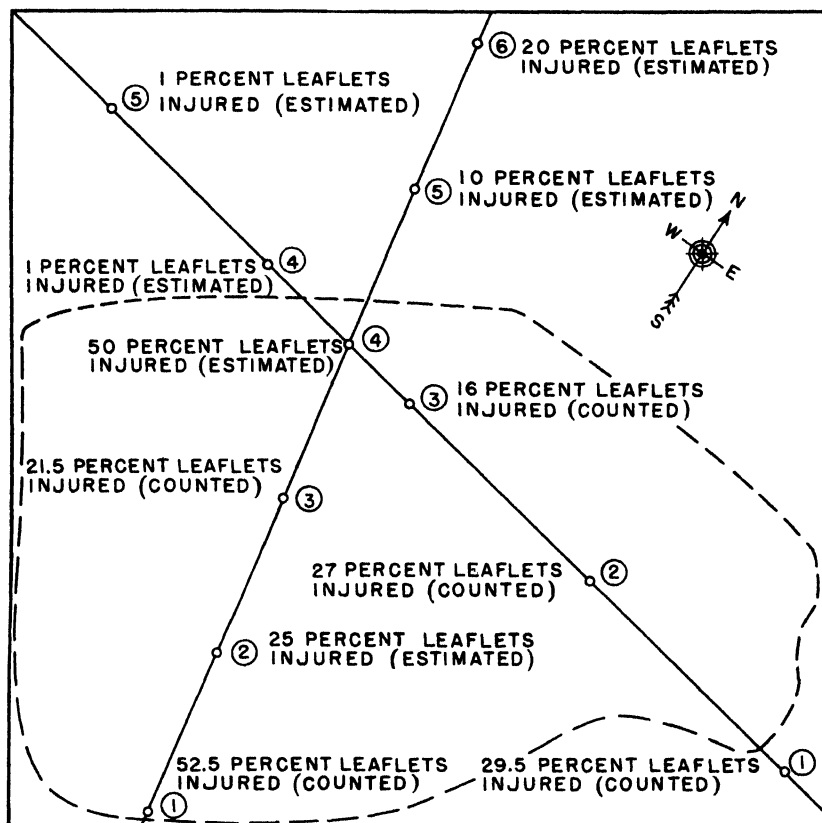 ⑥ 20 PERCENT LEAFLETS
INJURED (ESTIMATED)
1 PERCENT LEAFLETS
⑤ INJURED (ESTIMATED)
10 PERCENT LEAFLETS
⑤ INJURED (ESTIMATED)
N
W
E
S
④
1 PERCENT LEAFLETS
INJURED (ESTIMATED)
50 PERCENT LEAFLETS ④
INJURED (ESTIMATED)
16 PERCENT LEAFLETS
③ INJURED (COUNTED)
21.5 PERCENT LEAFLETS
INJURED (COUNTED) ③
27 PERCENT LEAFLETS ②
INJURED (COUNTED)
② 25 PERCENT LEAFLETS
INJURED (ESTIMATED)
52.5 PERCENT LEAFLETS
INJURED (COUNTED)
①
29.5 PERCENT LEAFLETS ①
INJURED (COUNTED)